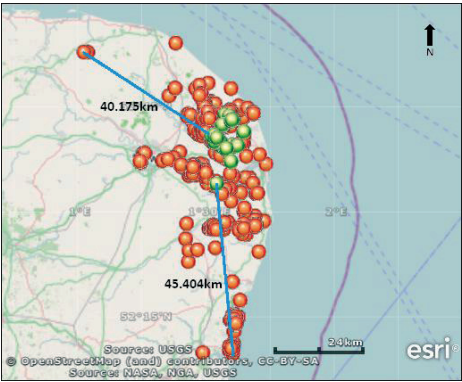 N
40.175km
1°E
1°30'
2°E
45.404km
52°15'N
24km
esri
Source: USGS
© OpenStreetMap (and) contributors, CC-BY-SA
Source: NASA, NGA, USGS